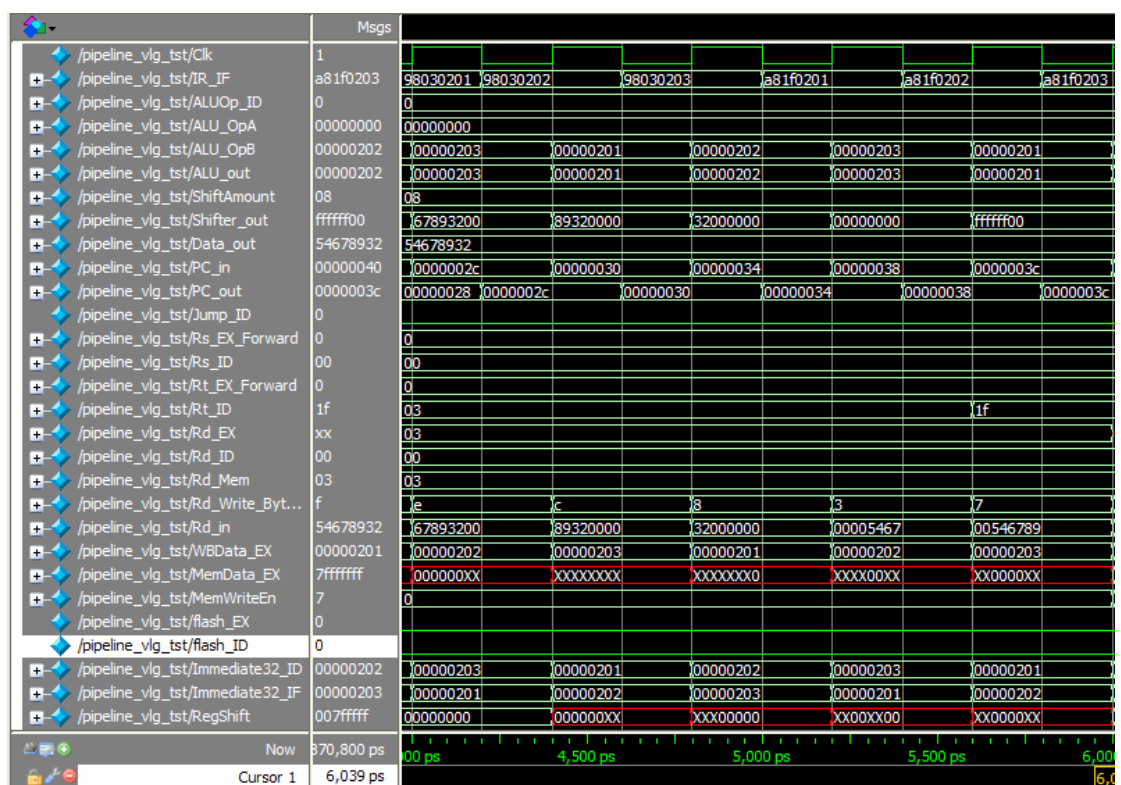 Msgs
/pipeline_vlg_tst/Clk 1
/pipeline_vlg_tst/IR_IF a81f0203 98030201 98030202 98030203 a81f0201 a81f0202 a81f0203
/pipeline_vlg_tst/ALUOp_ID 0 0
/pipeline_vlg_tst/ALU_OpA 00000000 00000000
/pipeline_vlg_tst/ALU_OpB 00000202 00000203 00000201 00000202 00000203 00000201
/pipeline_vlg_tst/ALU_out 00000202 00000203 00000201 00000202 00000203 00000201
/pipeline_vlg_tst/ShiftAmount 08 08
/pipeline_vlg_tst/Shifter_out ffffff00 67893200 89320000 32000000 00000000 ffffff00
/pipeline_vlg_tst/Data_out 54678932 54678932
/pipeline_vlg_tst/PC_in 00000040 0000002c 00000030 00000034 00000038 0000003c
/pipeline_vlg_tst/PC_out 0000003c 00000028 0000002c 00000030 00000034 00000038 0000003c
/pipeline_vlg_tst/Jump_ID 0
/pipeline_vlg_tst/Rs_EX_Forward 0 0
/pipeline_vlg_tst/Rs_ID 00 00
/pipeline_vlg_tst/Rt_EX_Forward 0 0
/pipeline_vlg_tst/Rt_ID 1f 03 1f
/pipeline_vlg_tst/Rd_EX xx 03
/pipeline_vlg_tst/Rd_ID 00 00
/pipeline_vlg_tst/Rd_Mem 03 03
/pipeline_vlg_tst/Rd_Write_Byt... f e c 8 3 7
/pipeline_vlg_tst/Rd_in 54678932 67893200 89320000 32000000 00005467 00546789
/pipeline_vlg_tst/WBData_EX 00000201 00000202 00000203 00000201 00000202 00000203
/pipeline_vlg_tst/MemData_EX 7fffffff 000000XX XXXXXXXX XXXXXXX0 XXXX00XX XX0000XX
/pipeline_vlg_tst/MemWriteEn 7 0
/pipeline_vlg_tst/flash_EX 0
/pipeline_vlg_tst/flash_ID 0
/pipeline_vlg_tst/Immediate32_ID 00000202 00000203 00000201 00000202 00000203 00000201
/pipeline_vlg_tst/Immediate32_IF 00000203 00000201 00000202 00000203 00000201 00000202
/pipeline_vlg_tst/RegShift 007fffff 00000000 000000XX XXX00000 XX00XX00 XX0000XX
Now 370,800 ps 00 ps 4,500 ps 5,000 ps 5,500 ps 6,00
Cursor 1 6,039 ps 6,0